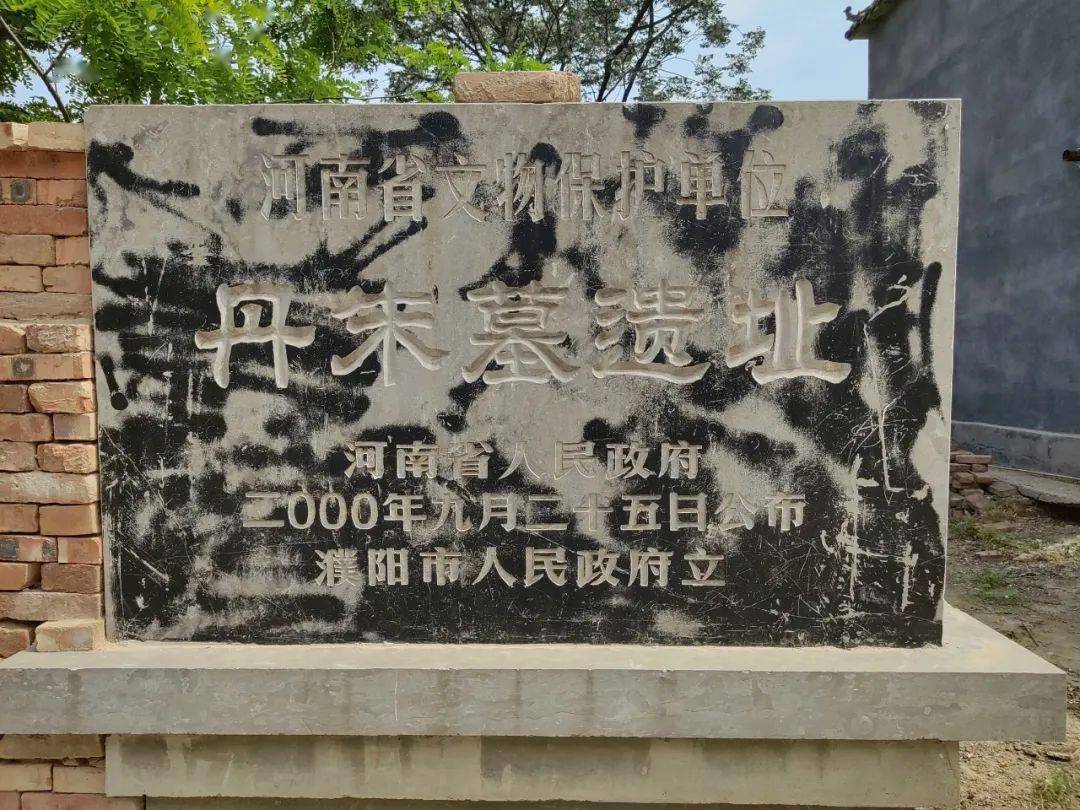 河南省文物保护单位
丹朱墓遗址
河南省人民政府
二000年九月二十五日公布
濮阳市人民政府立